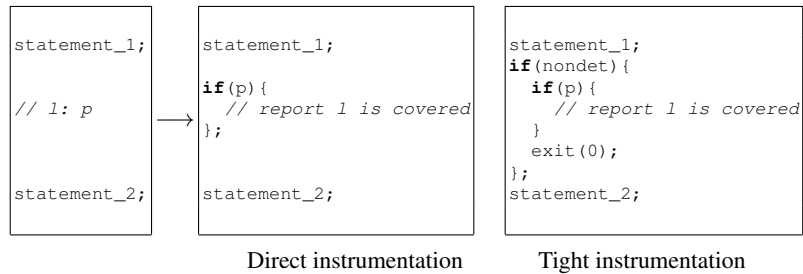 statement_1;
// l: p
statement_2;
statement_1;
if(p){
// report l is covered
};
statement_2;
statement_1;
if(nondet){
if(p){
// report l is covered
}
exit(0);
};
statement_2;
Direct instrumentation
Tight instrumentation